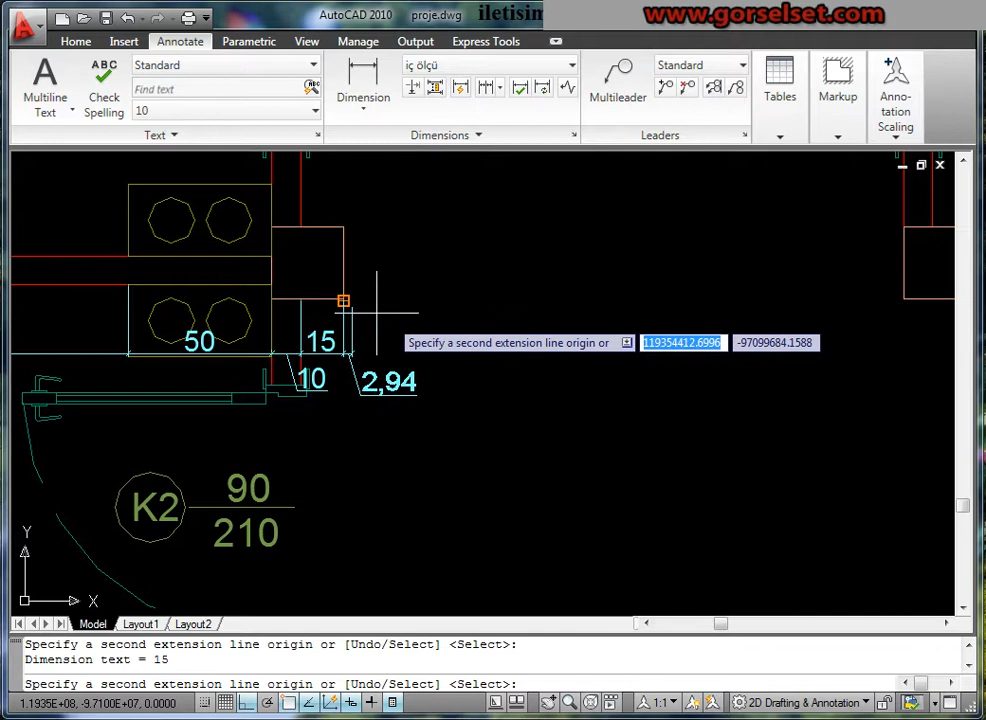 AutoCAD 2010 proje.dwg iletisim
www.gorselset.com
Home Insert Annotate Parametric View Manage Output Express Tools
Multiline Text
ABC
Check Spelling
Standard
Find text
10
Text
Dimension
iç ölçü
Dimensions
Multileader
Standard
Leaders
Tables
Markup
Anno-
tation
Scaling
50
15
10
2,94
Specify a second extension line origin or
119354412.6996
-97099684.1588
K2
90
210
Y
X
Model Layout1 Layout2
Specify a second extension line origin or [Undo/Select] <Select>:
Dimension text = 15
Specify a second extension line origin or [Undo/Select] <Select>:
1.1935E+08, -9.7100E+07, 0.0000
1:1
2D Drafting & Annotation